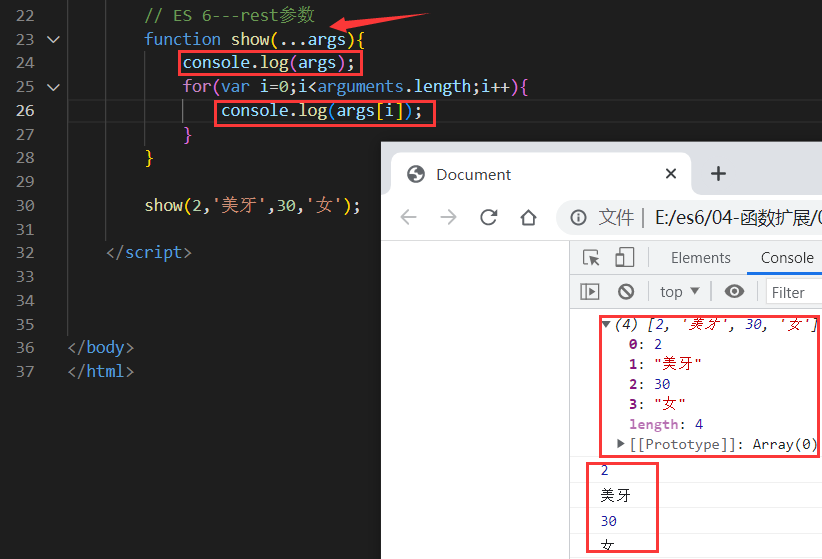 22 // ES 6---rest参数
23 function show(...args){
24 console.log(args);
25 for(var i=0;i<arguments.length;i++){
26 console.log(args[i]);
27 }
28 }
29
30 show(2,'美牙',30,'女');
31
32 </script>
33
34
35
36 </body>
37 </html>
Document
文件 E:/es6/04-函数扩展/0
Elements Console
top Filter
(4) [2, '美牙', 30, '女']
0: 2
1: "美牙"
2: 30
3: "女"
length: 4
[[Prototype]]: Array(0)
2
美牙
30
女